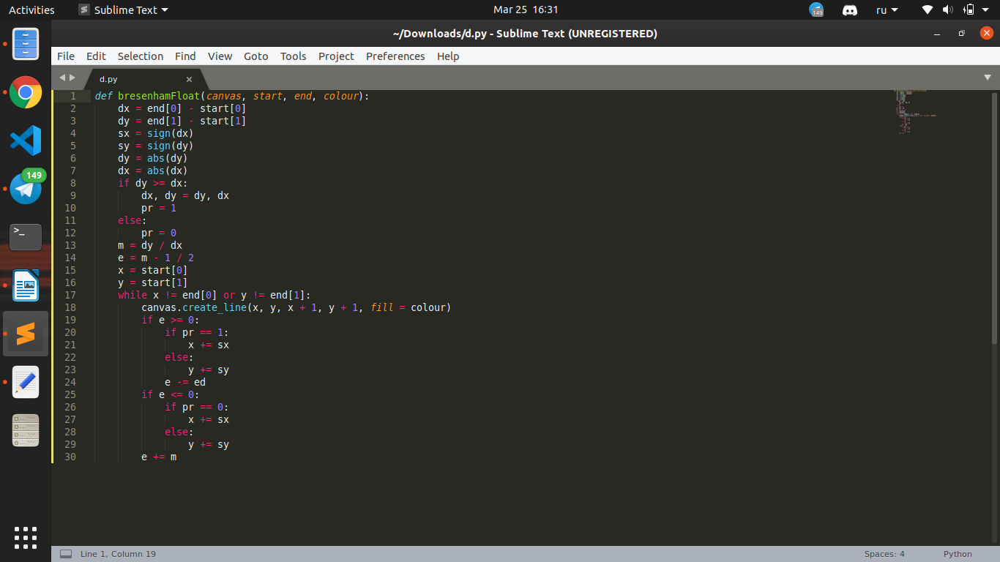 Activities Sublime Text Mar 25 16:31 149 ru
~/Downloads/d.py - Sublime Text (UNREGISTERED)
File Edit Selection Find View Goto Tools Project Preferences Help
d.py
149
>_
1 def bresenhamFloat(canvas, start, end, colour):
2     dx = end[0] - start[0]
3     dy = end[1] - start[1]
4     sx = sign(dx)
5     sy = sign(dy)
6     dy = abs(dy)
7     dx = abs(dx)
8     if dy >= dx:
9         dx, dy = dy, dx
10         pr = 1
11     else:
12         pr = 0
13     m = dy / dx
14     e = m - 1 / 2
15     x = start[0]
16     y = start[1]
17     while x != end[0] or y != end[1]:
18         canvas.create_line(x, y, x + 1, y + 1, fill = colour)
19         if e >= 0:
20             if pr == 1:
21                 x += sx
22             else:
23                 y += sy
24             e -= ed
25         if e <= 0:
26             if pr == 0:
27                 x += sx
28             else:
29                 y += sy
30         e += m
Line 1, Column 19 Spaces: 4 Python